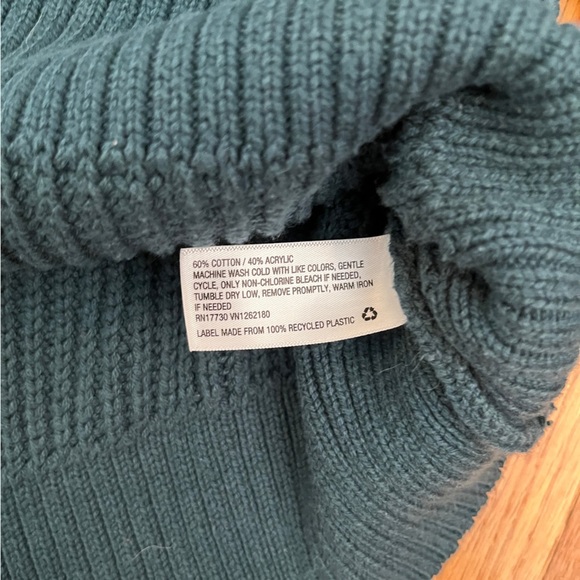 60% COTTON / 40% ACRYLIC
MACHINE WASH COLD WITH LIKE COLORS, GENTLE
CYCLE, ONLY NON-CHLORINE BLEACH IF NEEDED,
TUMBLE DRY LOW, REMOVE PROMPTLY, WARM IRON
IF NEEDED
RN17730 VN1262180
LABEL MADE FROM 100% RECYCLED PLASTIC